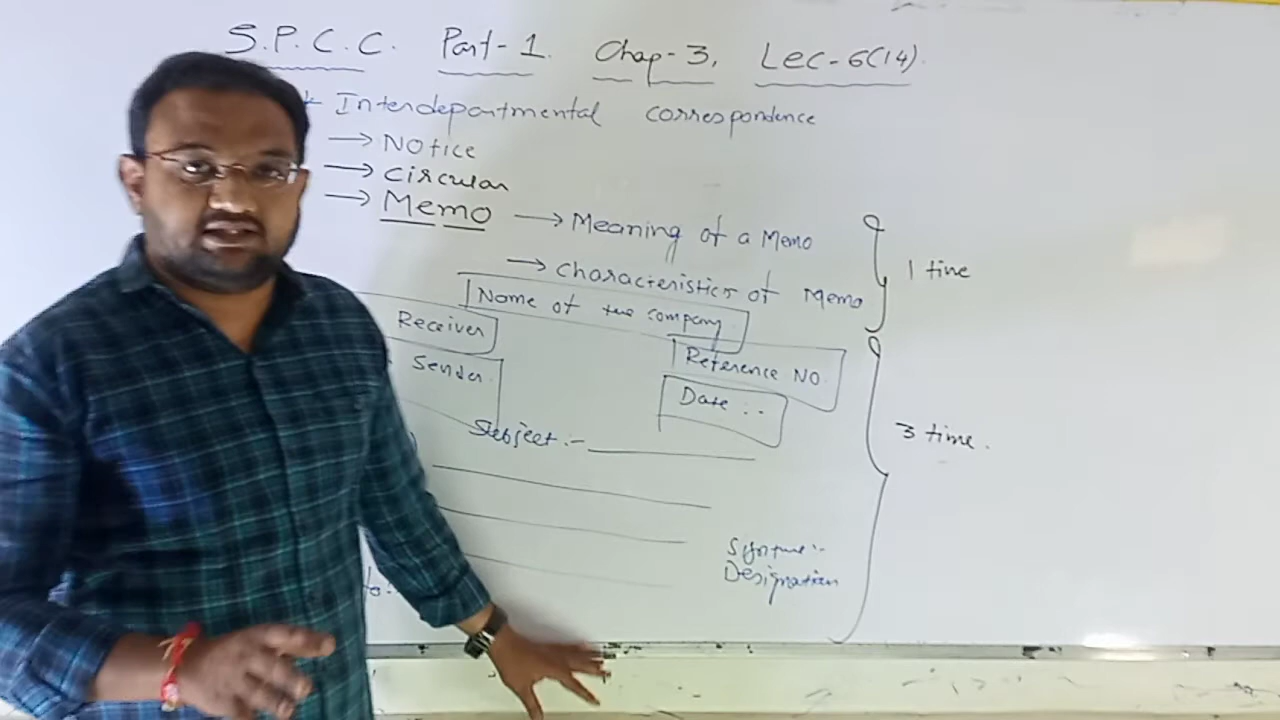 S.P.C.C. Part-1. Chap-3, Lec-6(14).
* Interdepartmental correspondence
→ Notice
→ circular
→ Memo → Meaning of a Memo
→ characteristics of Memo
1 time
Name of the company
Receiver
Reference NO.
Sender.
Date :-
Subject :-
3 time.
Designation
to: